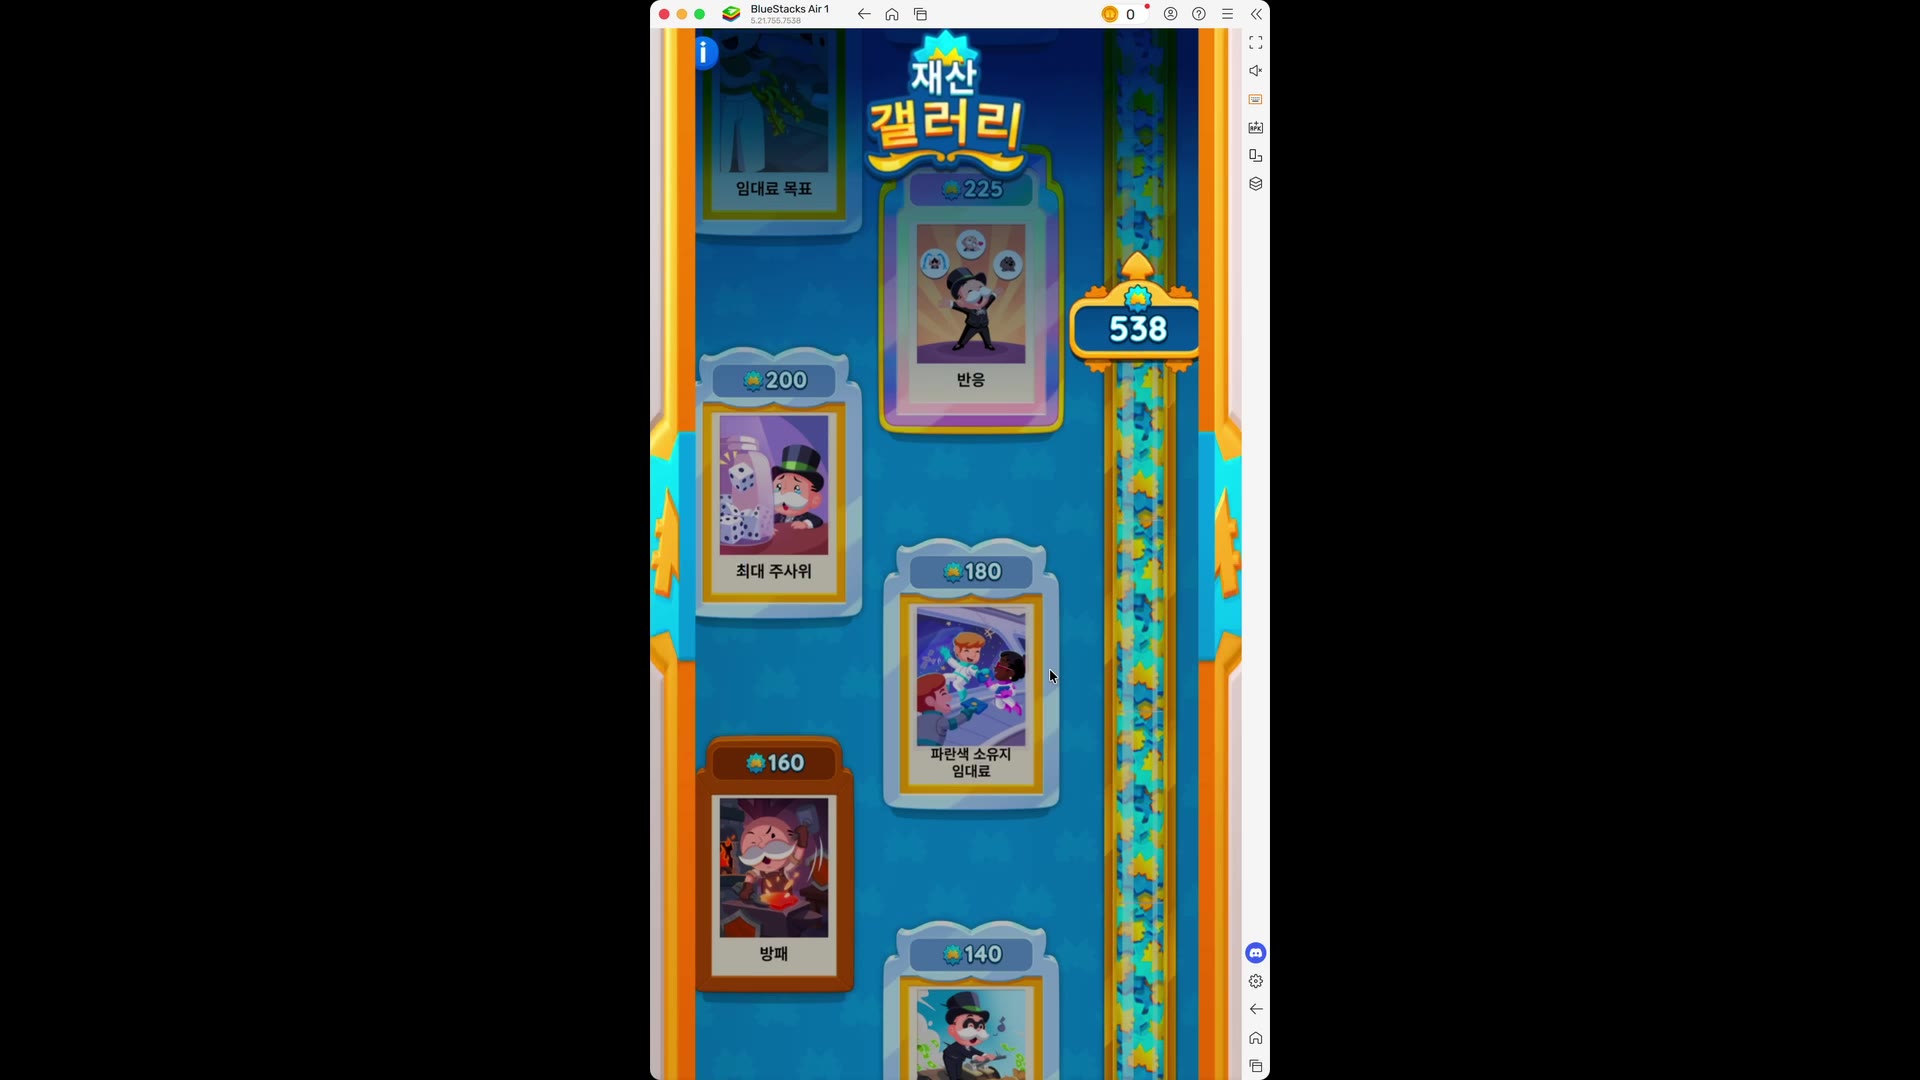 BlueStacks Air 1
5.21.755.7538
0
재산
갤러리
임대료 목표
225
반응
538
200
최대 주사위
180
파란색 소유지
임대료
160
방패
140